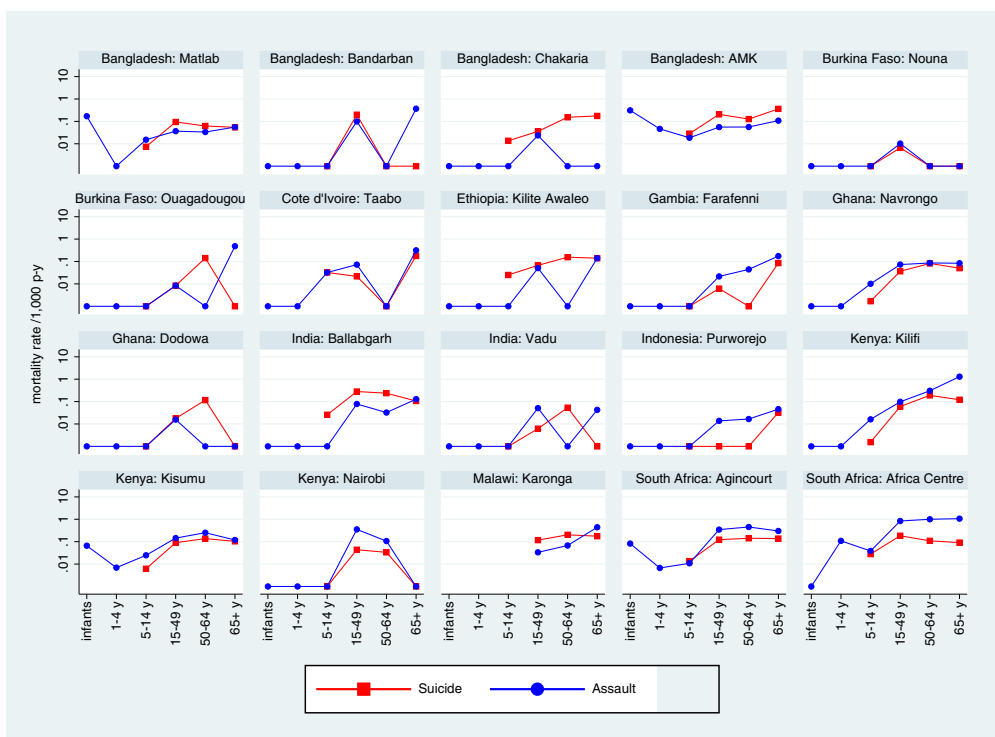 Bangladesh: Matlab
Bangladesh: Bandarban
Bangladesh: Chakaria
Bangladesh: AMK
Burkina Faso: Nouna
10
1
.1
.01
Burkina Faso: Ouagadougou
Cote d'Ivoire: Taabo
Ethiopia: Kilite Awaleo
Gambia: Farafenni
Ghana: Navrongo
10
1
.1
.01
mortality rate /1,000 p-y
Ghana: Dodowa
India: Ballabgarh
India: Vadu
Indonesia: Purworejo
Kenya: Kilifi
10
1
.1
.01
Kenya: Kisumu
Kenya: Nairobi
Malawi: Karonga
South Africa: Agincourt
South Africa: Africa Centre
10
1
.1
.01
infants
1-4 y
5-14 y
15-49 y
50-64 y
65+ y
infants
1-4 y
5-14 y
15-49 y
50-64 y
65+ y
infants
1-4 y
5-14 y
15-49 y
50-64 y
65+ y
infants
1-4 y
5-14 y
15-49 y
50-64 y
65+ y
infants
1-4 y
5-14 y
15-49 y
50-64 y
65+ y
Suicide
Assault